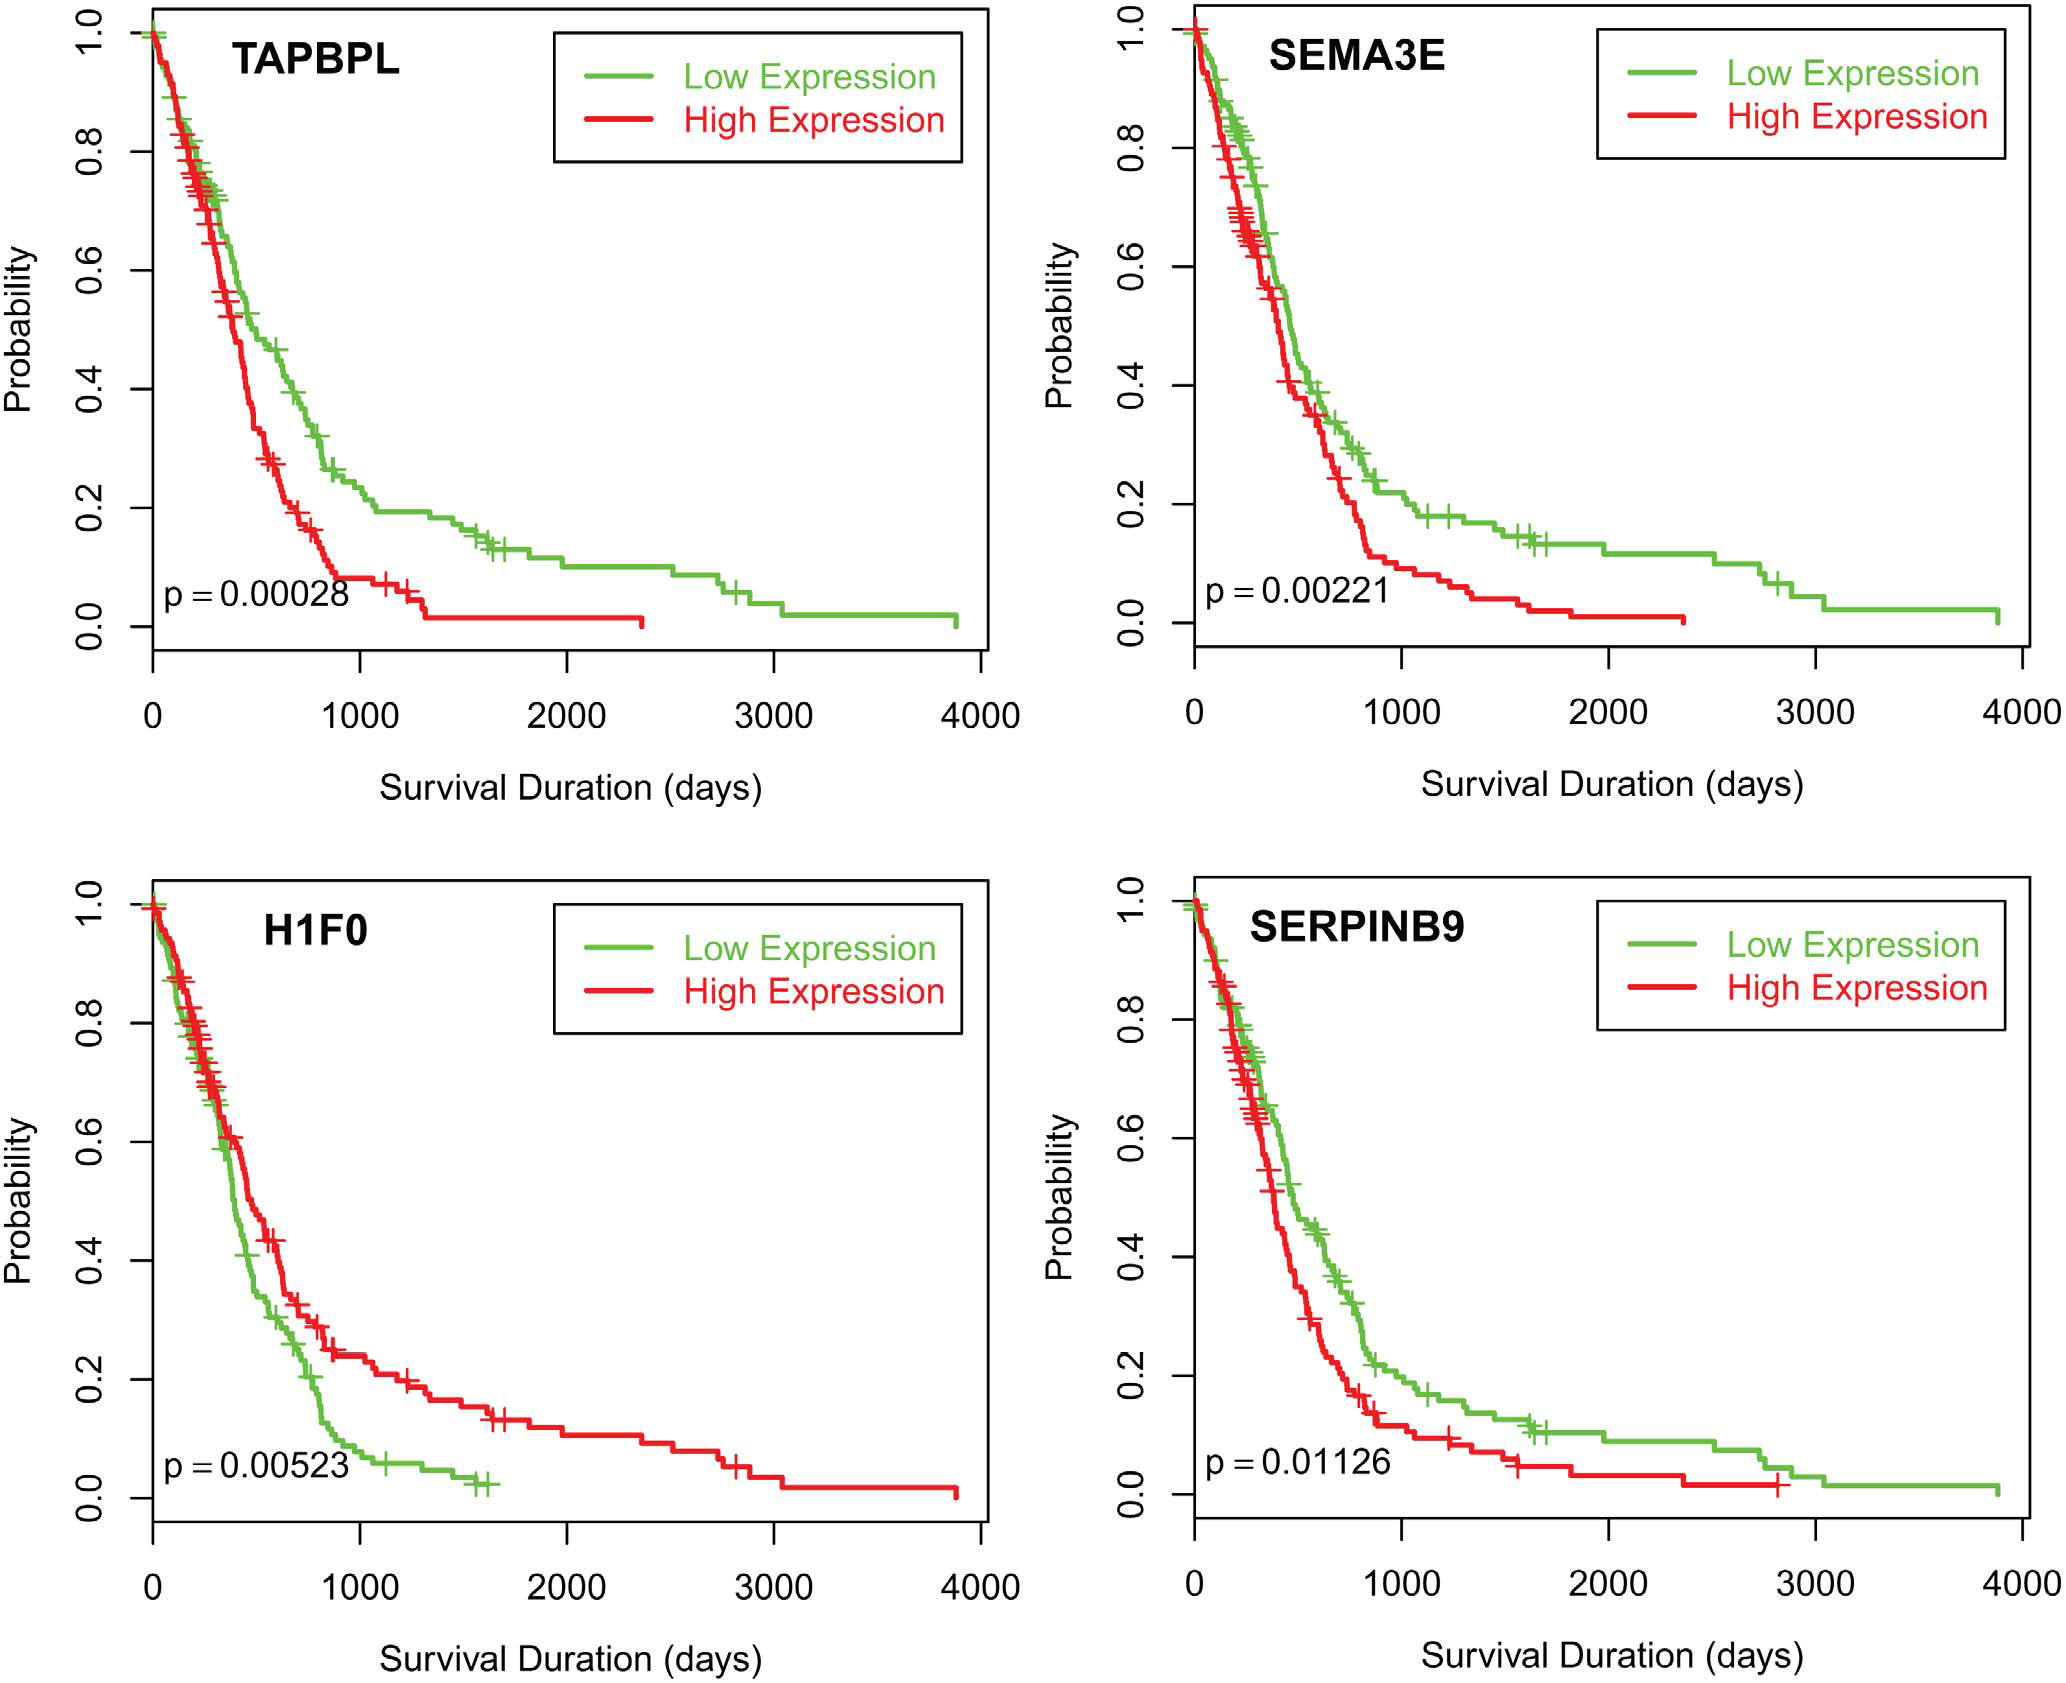 TAPBPL
Low Expression
High Expression
Probability
1.0
0.8
0.6
0.4
0.2
0.0
p = 0.00028
0 1000 2000 3000 4000
Survival Duration (days)
SEMA3E
Low Expression
High Expression
Probability
1.0
0.8
0.6
0.4
0.2
0.0
p = 0.00221
0 1000 2000 3000 4000
Survival Duration (days)
H1F0
Low Expression
High Expression
Probability
1.0
0.8
0.6
0.4
0.2
0.0
p = 0.00523
0 1000 2000 3000 4000
Survival Duration (days)
SERPINB9
Low Expression
High Expression
Probability
1.0
0.8
0.6
0.4
0.2
0.0
p = 0.01126
0 1000 2000 3000 4000
Survival Duration (days)